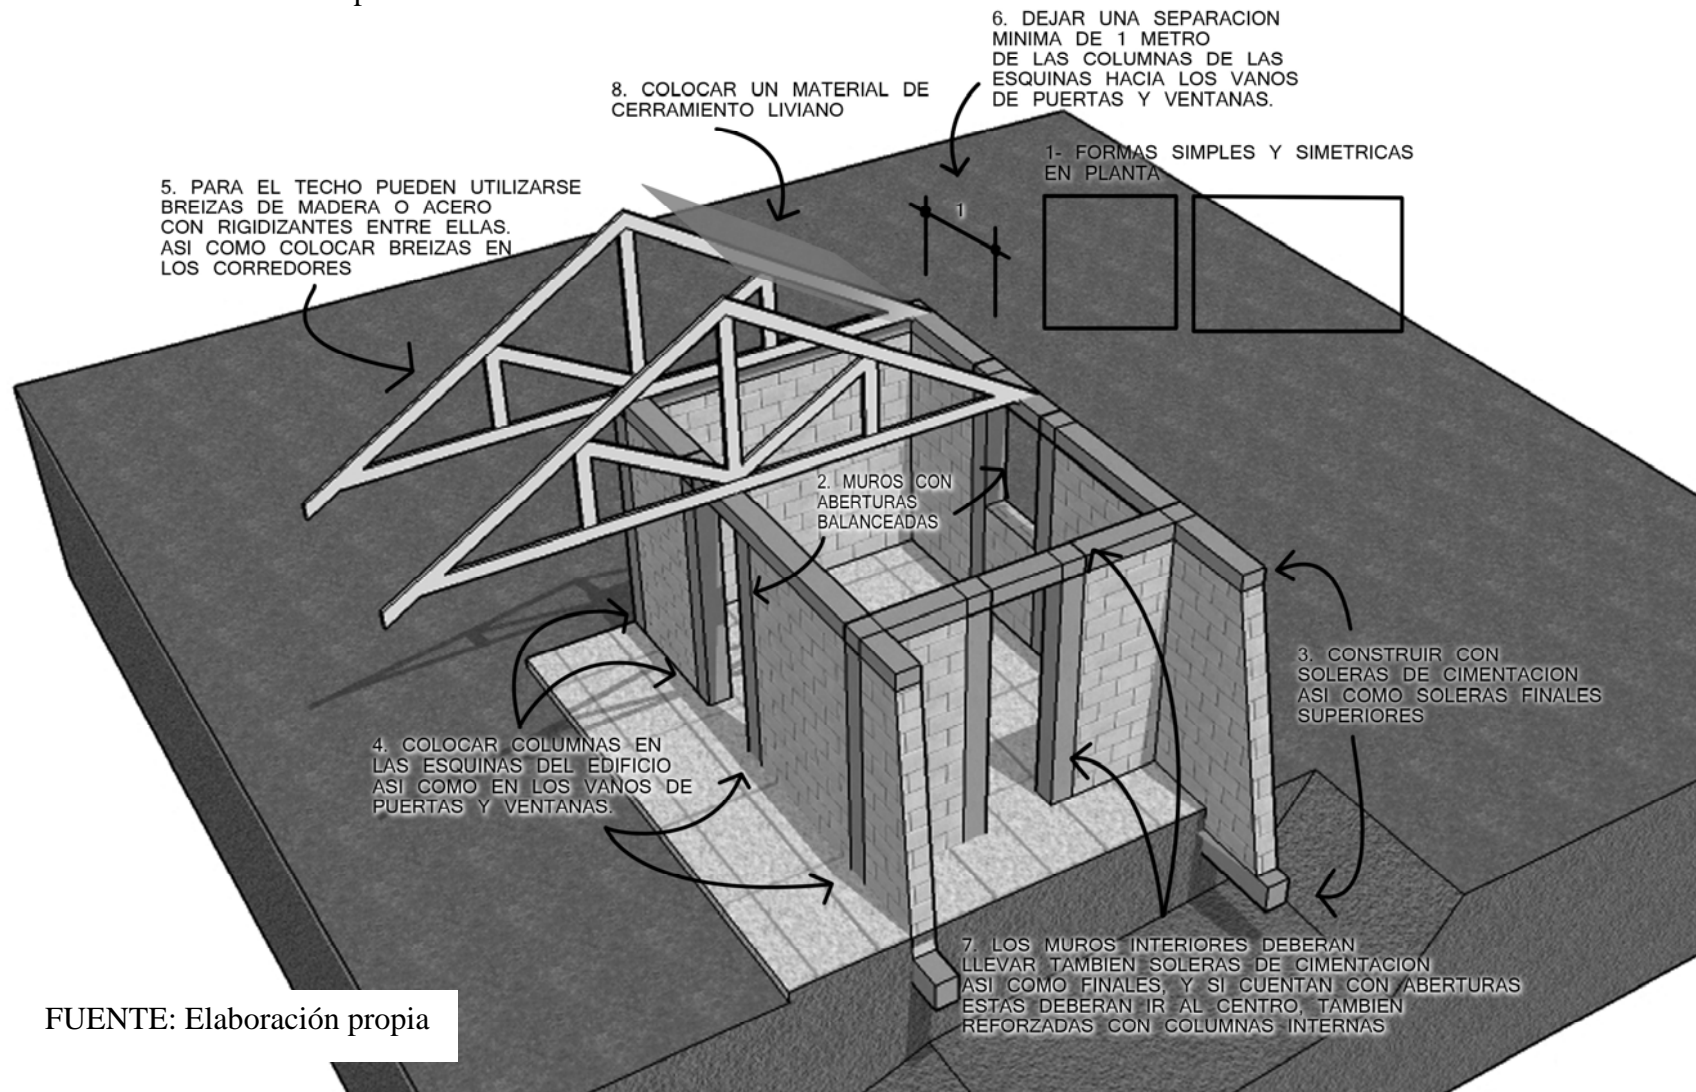 6. DEJAR UNA SEPARACION
MINIMA DE 1 METRO
DE LAS COLUMNAS DE LAS
ESQUINAS HACIA LOS VANOS
DE PUERTAS Y VENTANAS.
8. COLOCAR UN MATERIAL DE
CERRAMIENTO LIVIANO
1- FORMAS SIMPLES Y SIMETRICAS
EN PLANTA
5. PARA EL TECHO PUEDEN UTILIZARSE
BREIZAS DE MADERA O ACERO
CON RIGIDIZANTES ENTRE ELLAS.
ASI COMO COLOCAR BREIZAS EN
LOS CORREDORES
1
2. MUROS CON
ABERTURAS
BALANCEADAS
3. CONSTRUIR CON
SOLERAS DE CIMENTACION
ASI COMO SOLERAS FINALES
SUPERIORES
4. COLOCAR COLUMNAS EN
LAS ESQUINAS DEL EDIFICIO
ASI COMO EN LOS VANOS DE
PUERTAS Y VENTANAS.
7. LOS MUROS INTERIORES DEBERAN
LLEVAR TAMBIEN SOLERAS DE CIMENTACION
ASI COMO FINALES, Y SI CUENTAN CON ABERTURAS
ESTAS DEBERAN IR AL CENTRO, TAMBIEN
REFORZADAS CON COLUMNAS INTERNAS
FUENTE: Elaboración propia